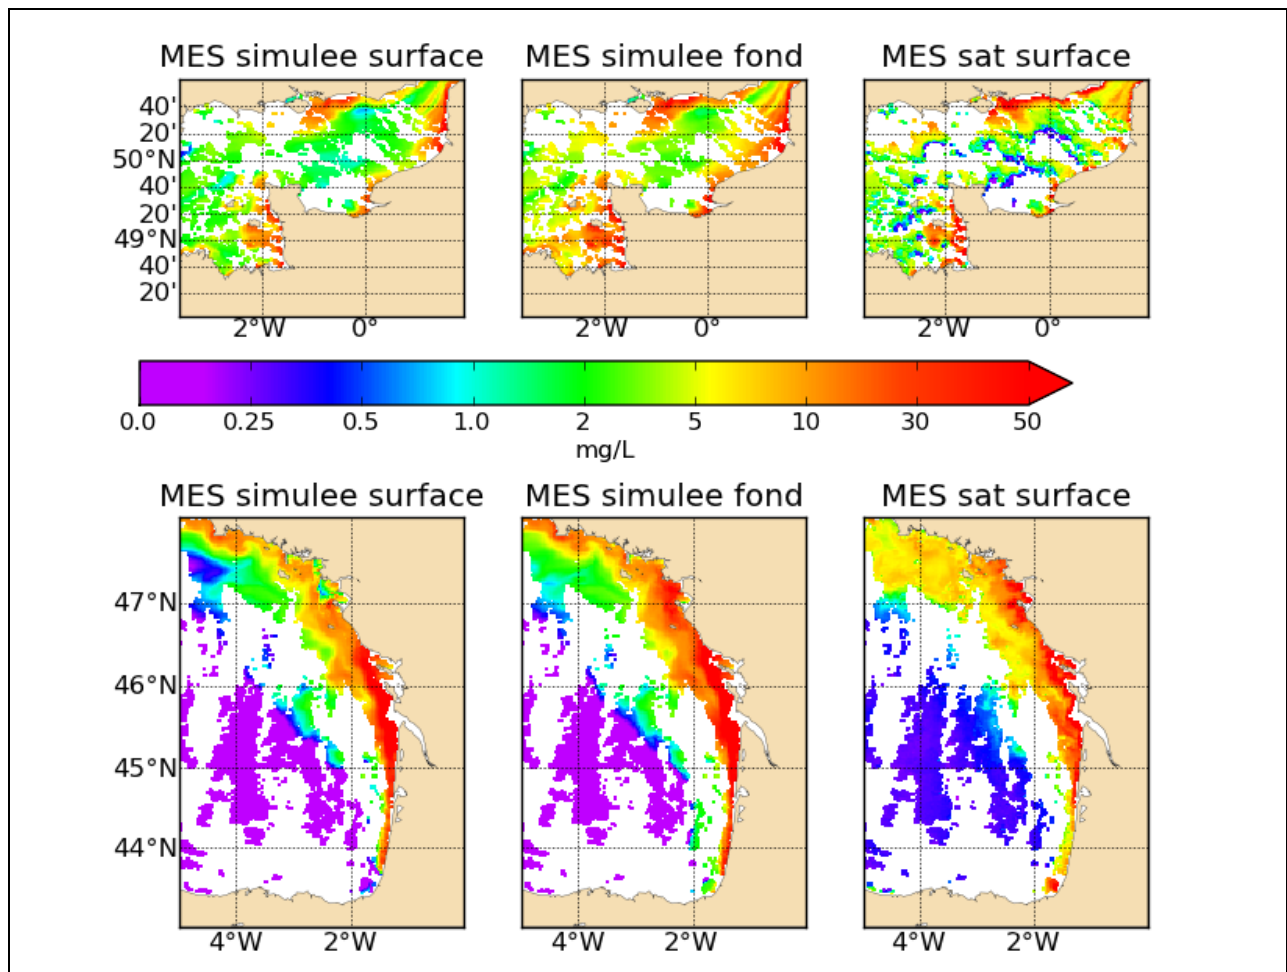 MES simulee surface MES simulee fond MES sat surface
40'
20'
50°N
40'
20'
49°N
40'
20'
2°W 0° 2°W 0° 2°W 0°
0.0 0.25 0.5 1.0 2 5 10 30 50
mg/L
MES simulee surface MES simulee fond MES sat surface
47°N
46°N
45°N
44°N
4°W 2°W 4°W 2°W 4°W 2°W